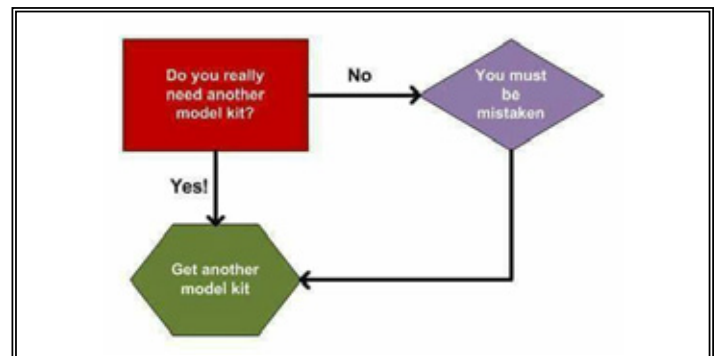 Do you really
need another
model kit?
No
You must
be
mistaken
Yes!
Get another
model kit